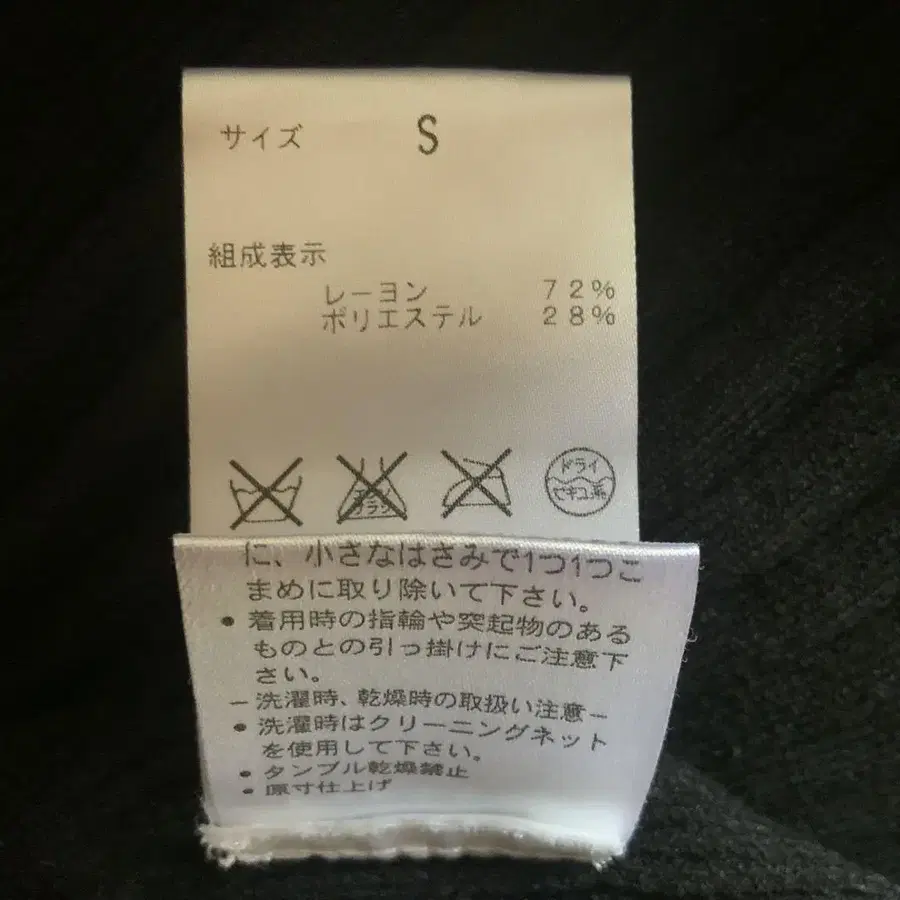 サイズ S
組成表示
レーヨン 72%
ポリエステル 28%
エンソ
サラシ
ドライ
セキユ系
に、小さなはさみで1つ1つこ
まめに取り除いて下さい。
• 着用時の指輪や突起物のある
ものとの引っ掛けにご注意下
さい。
−洗濯時、乾燥時の取扱い注意−
• 洗濯時はクリーニングネット
を使用して下さい。
• タンブル乾燥禁止
• 原寸仕上げ